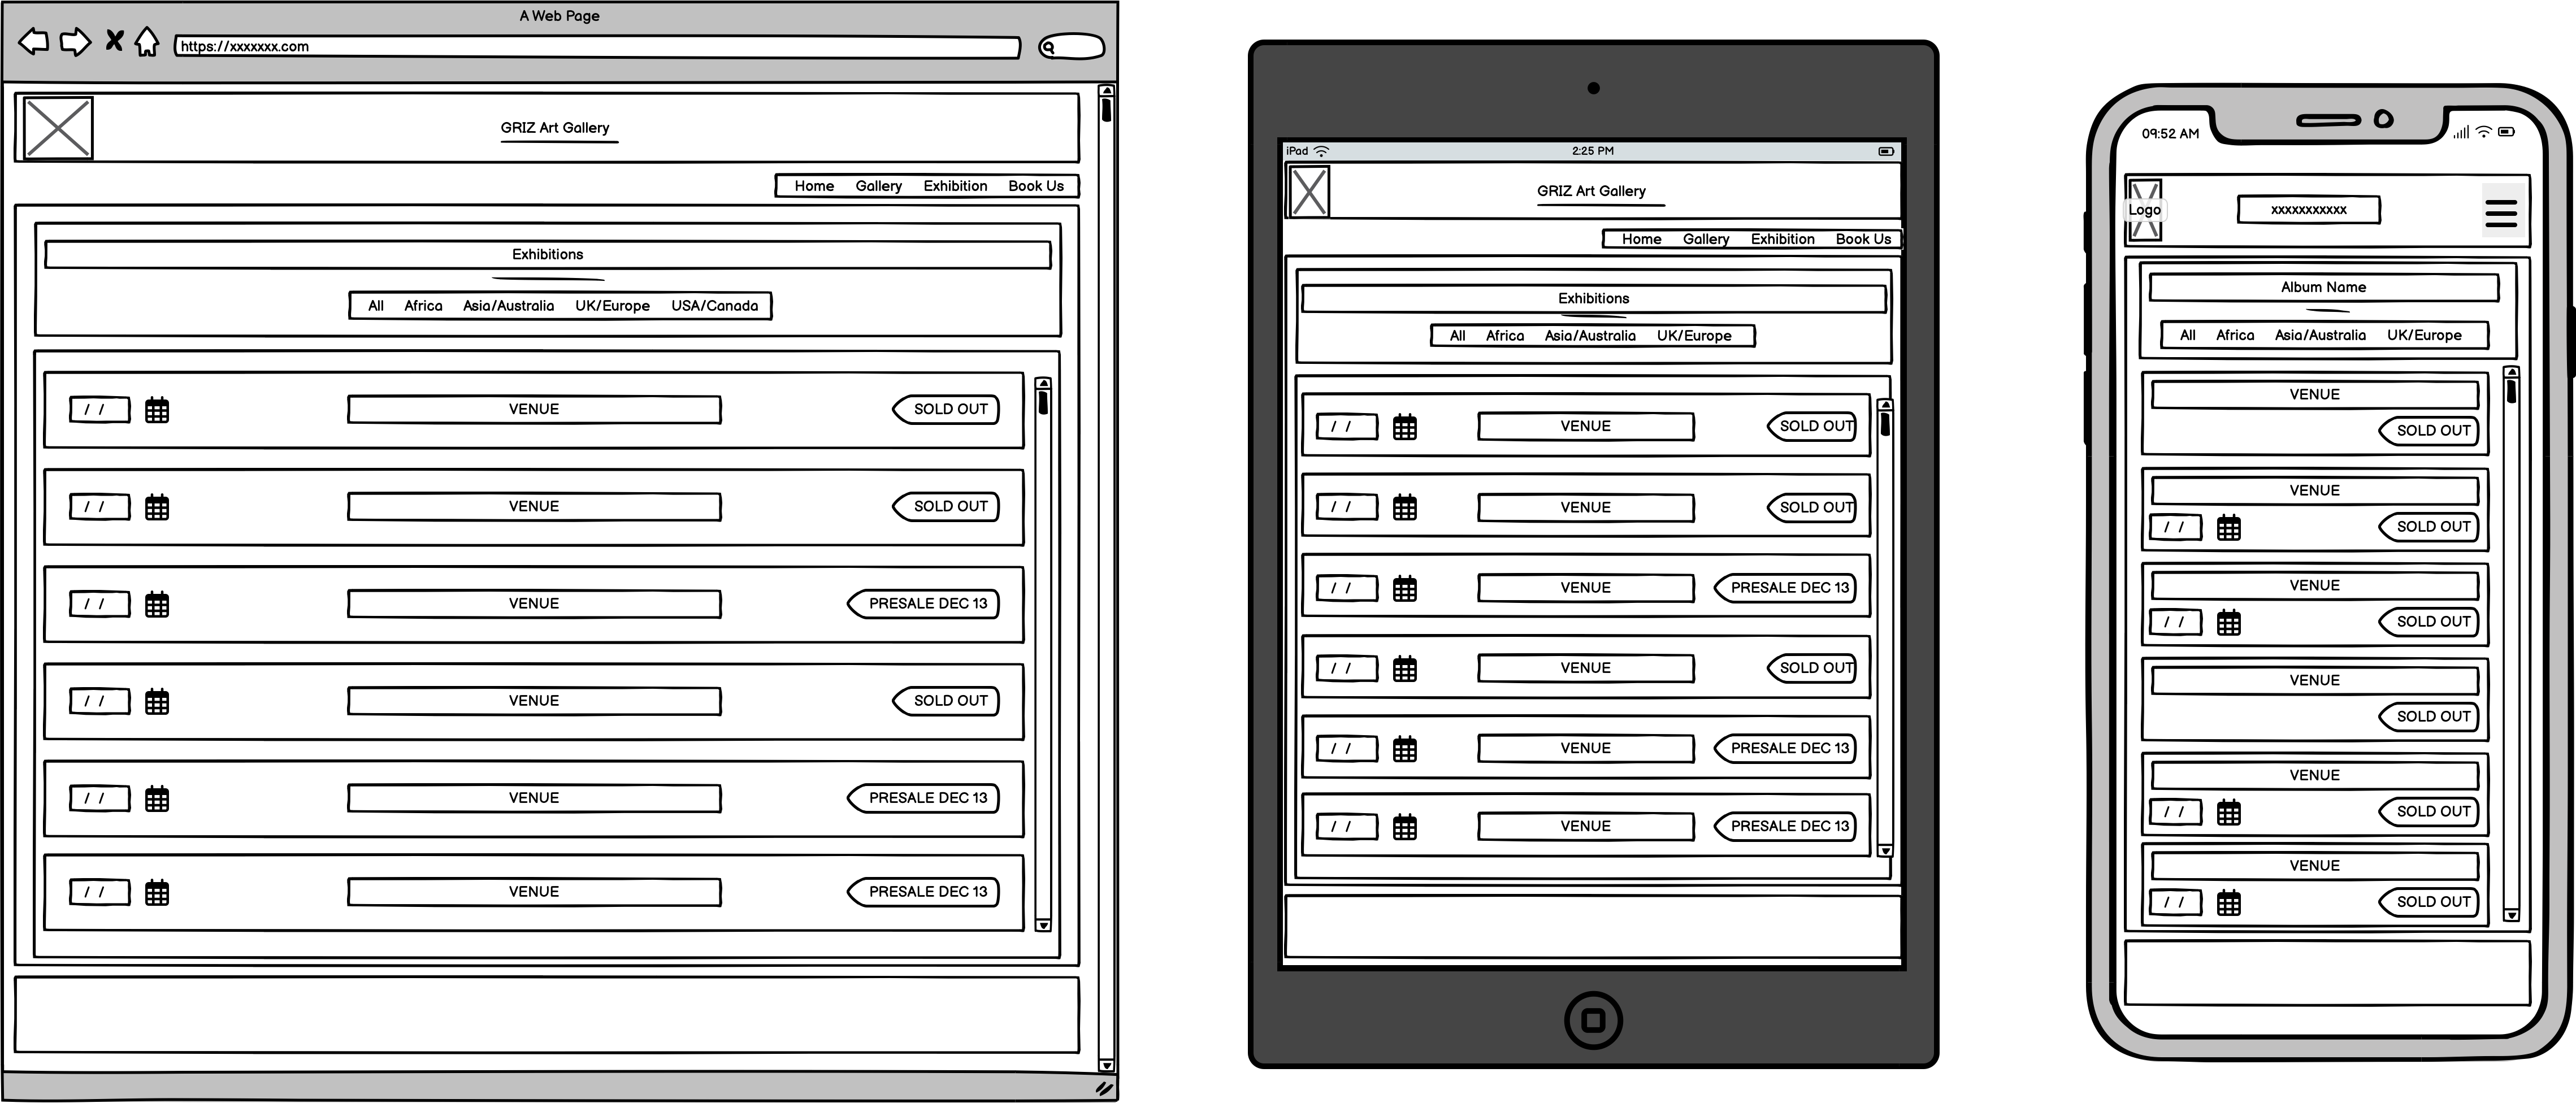 A Web Page
https://xxxxxxx.com
GRIZ Art Gallery
Home Gallery Exhibition Book Us
Exhibitions
All Africa Asia/Australia UK/Europe USA/Canada
/ / VENUE SOLD OUT
/ / VENUE SOLD OUT
/ / VENUE PRESALE DEC 13
/ / VENUE SOLD OUT
/ / VENUE PRESALE DEC 13
/ / VENUE PRESALE DEC 13
iPad 2:25 PM
GRIZ Art Gallery
Home Gallery Exhibition Book Us
Exhibitions
All Africa Asia/Australia UK/Europe
/ / VENUE SOLD OUT
/ / VENUE SOLD OUT
/ / VENUE PRESALE DEC 13
/ / VENUE SOLD OUT
/ / VENUE PRESALE DEC 13
/ / VENUE PRESALE DEC 13
09:52 AM
Logo xxxxxxxxxxx
Album Name
All Africa Asia/Australia UK/Europe
VENUE
SOLD OUT
VENUE
/ / SOLD OUT
VENUE
/ / SOLD OUT
VENUE
SOLD OUT
VENUE
/ / SOLD OUT
VENUE
/ / SOLD OUT